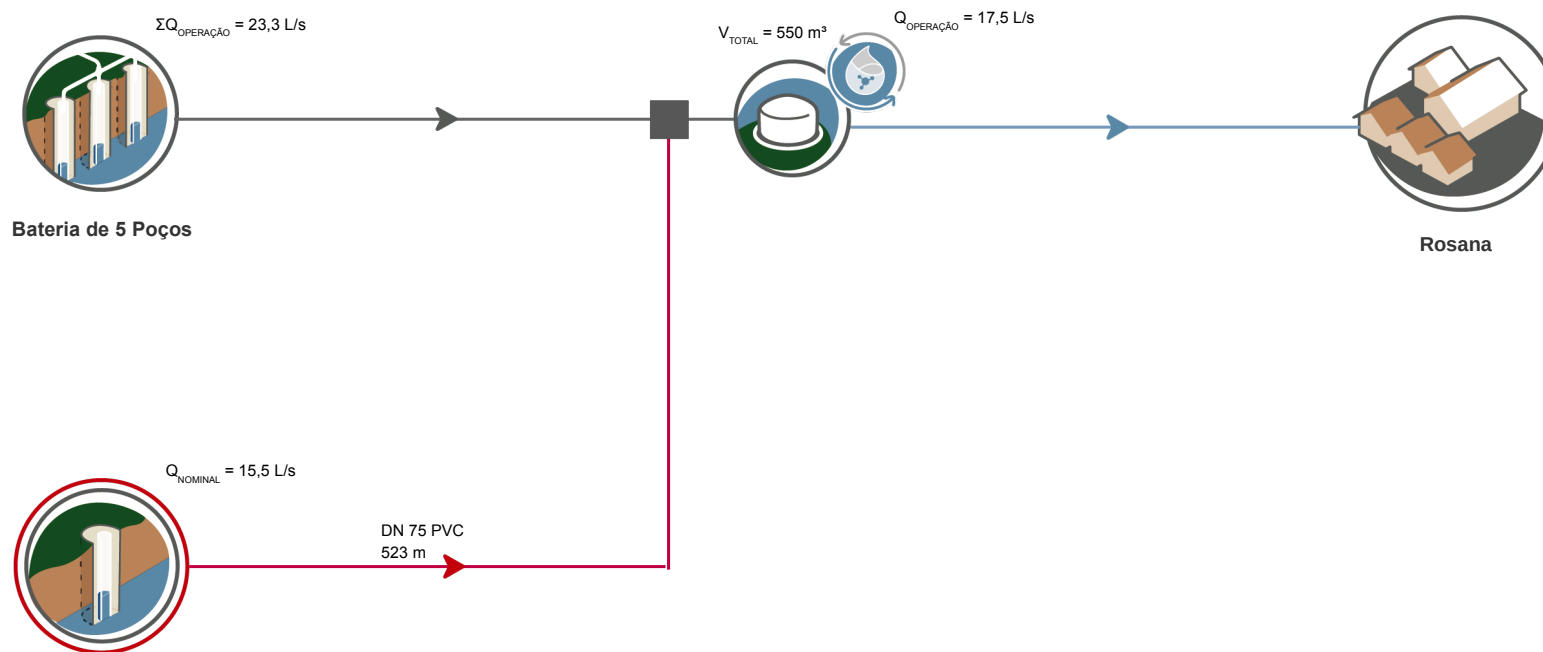 ΣQOPERAÇÃO = 23,3 L/s
VTOTAL = 550 m³
QOPERAÇÃO = 17,5 L/s
Bateria de 5 Poços
Rosana
QNOMINAL = 15,5 L/s
DN 75 PVC
523 m